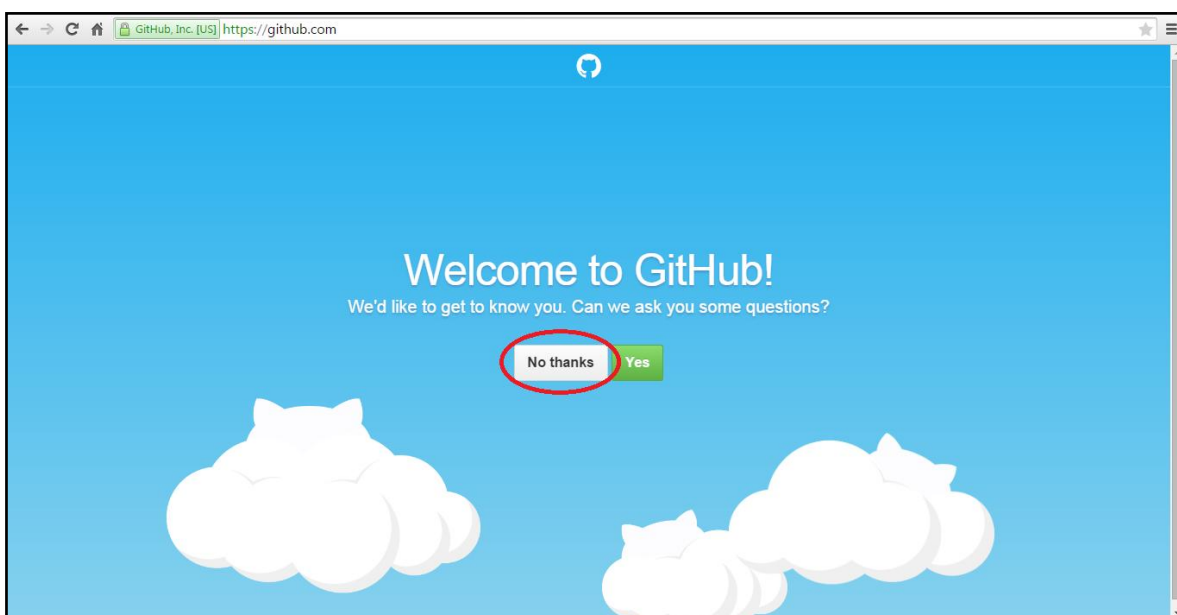 GitHub, Inc. [US] https://github.com
Welcome to GitHub!
We'd like to get to know you. Can we ask you some questions?
No thanks Yes